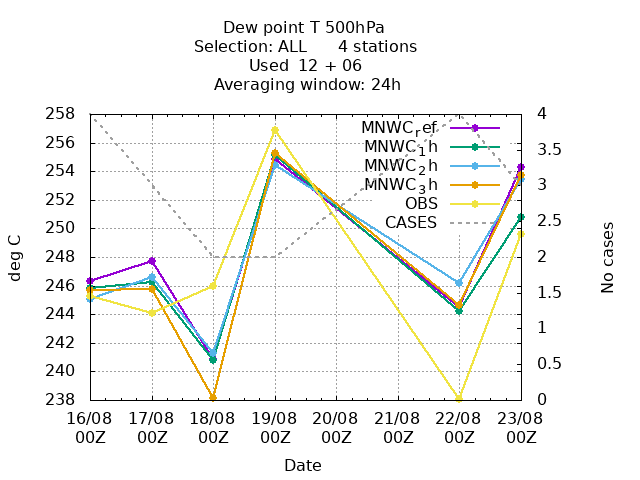 Dew point T 500hPa
Selection: ALL      4 stations
Used  12 + 06
Averaging window: 24h
258
256
254
252
250
248
246
244
242
240
238
deg C
4
3.5
3
2.5
2
1.5
1
0.5
0
No cases
MNWC_ref
MNWC_1h
MNWC_2h
MNWC_3h
OBS
CASES
16/08 17/08 18/08 19/08 20/08 21/08 22/08 23/08
00Z 00Z 00Z 00Z 00Z 00Z 00Z 00Z
Date